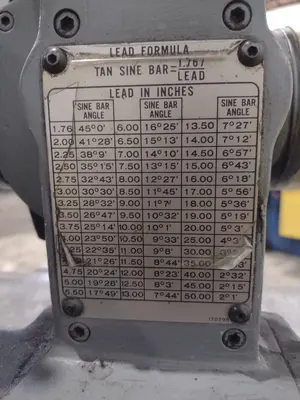 LEAD FORMULA
TAN SINE BAR = 1.767
LEAD
LEAD IN INCHES
SINE BAR ANGLE SINE BAR ANGLE SINE BAR ANGLE
1.76 45°0' 6.00 16°25' 13.50 7°27'
2.00 41°28' 6.50 15°13' 14.00 7°12'
2.25 38°9' 7.00 14°10' 14.50 6°57'
2.50 35°15' 7.50 13°15' 15.00 6°43'
2.75 32°43' 8.00 12°27' 16.00 6°18'
3.00 30°30' 8.50 11°45' 17.00 5°56'
3.25 28°32' 9.00 11°7' 18.00 5°36'
3.50 26°47' 9.50 10°32' 19.00 5°19'
3.75 25°14' 10.00 10°1' 20.00 5°3'
23°50' 10.50 9°33' 25.00 4°3'
22°35' 11.00 9°8' 30.00
21°26' 11.50 8°44' 35.00
4.75 20°24' 12.00 8°23' 40.00 2°32'
5.00 19°28' 12.50 8°3' 45.00 2°15'
5.50 17°49' 13.00 7°44' 50.00 2°1'